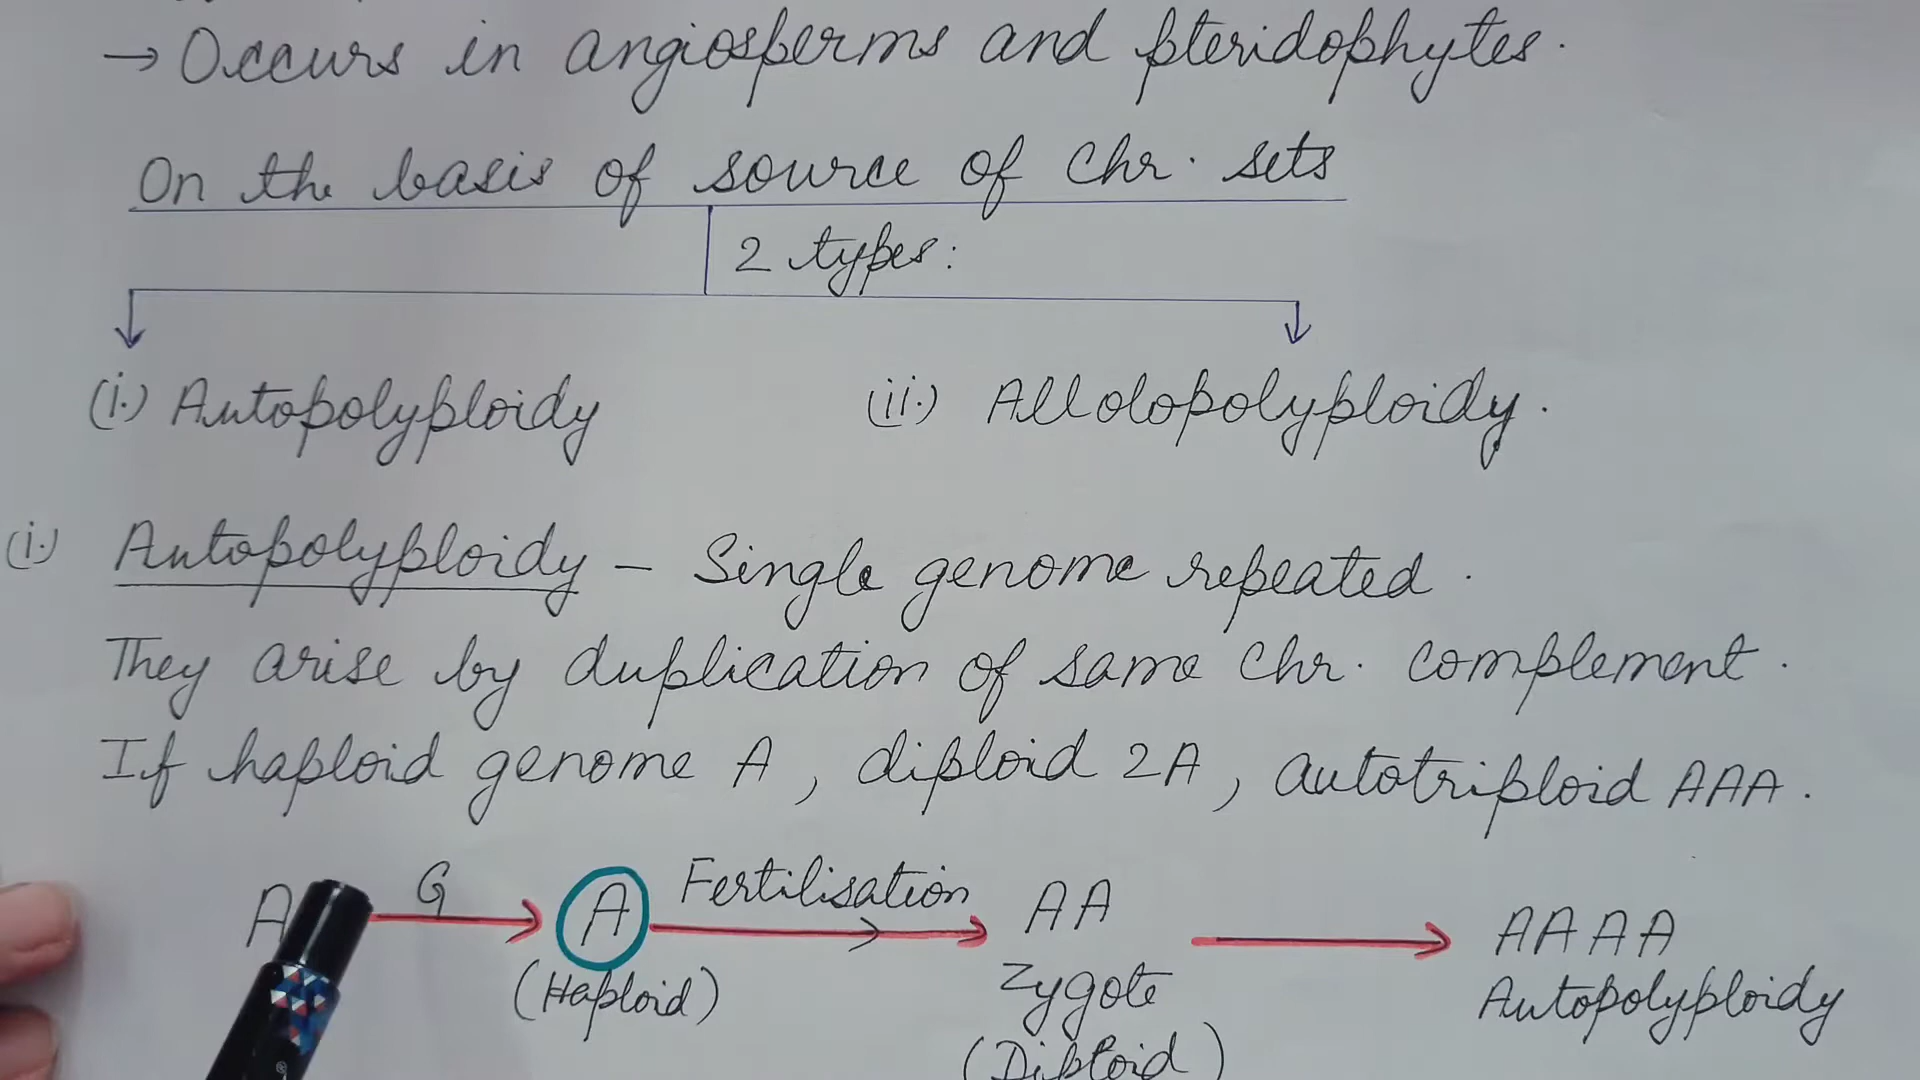 → Occurs in angiosperms and pteridophytes.
On the basis of source of Chr. sets
2 types:
(i.) Autopolyploidy (ii.) Allolopolyploidy.
(i.) Autopolyploidy – Single genome repeated.
They arise by duplication of same Chr. complement.
If haploid genome A, diploid 2A, autotriploid AAA.
A G → A Fertilisation → AA → AAAA
(Haploid) Zygote Autopolyploidy
(Diploid)